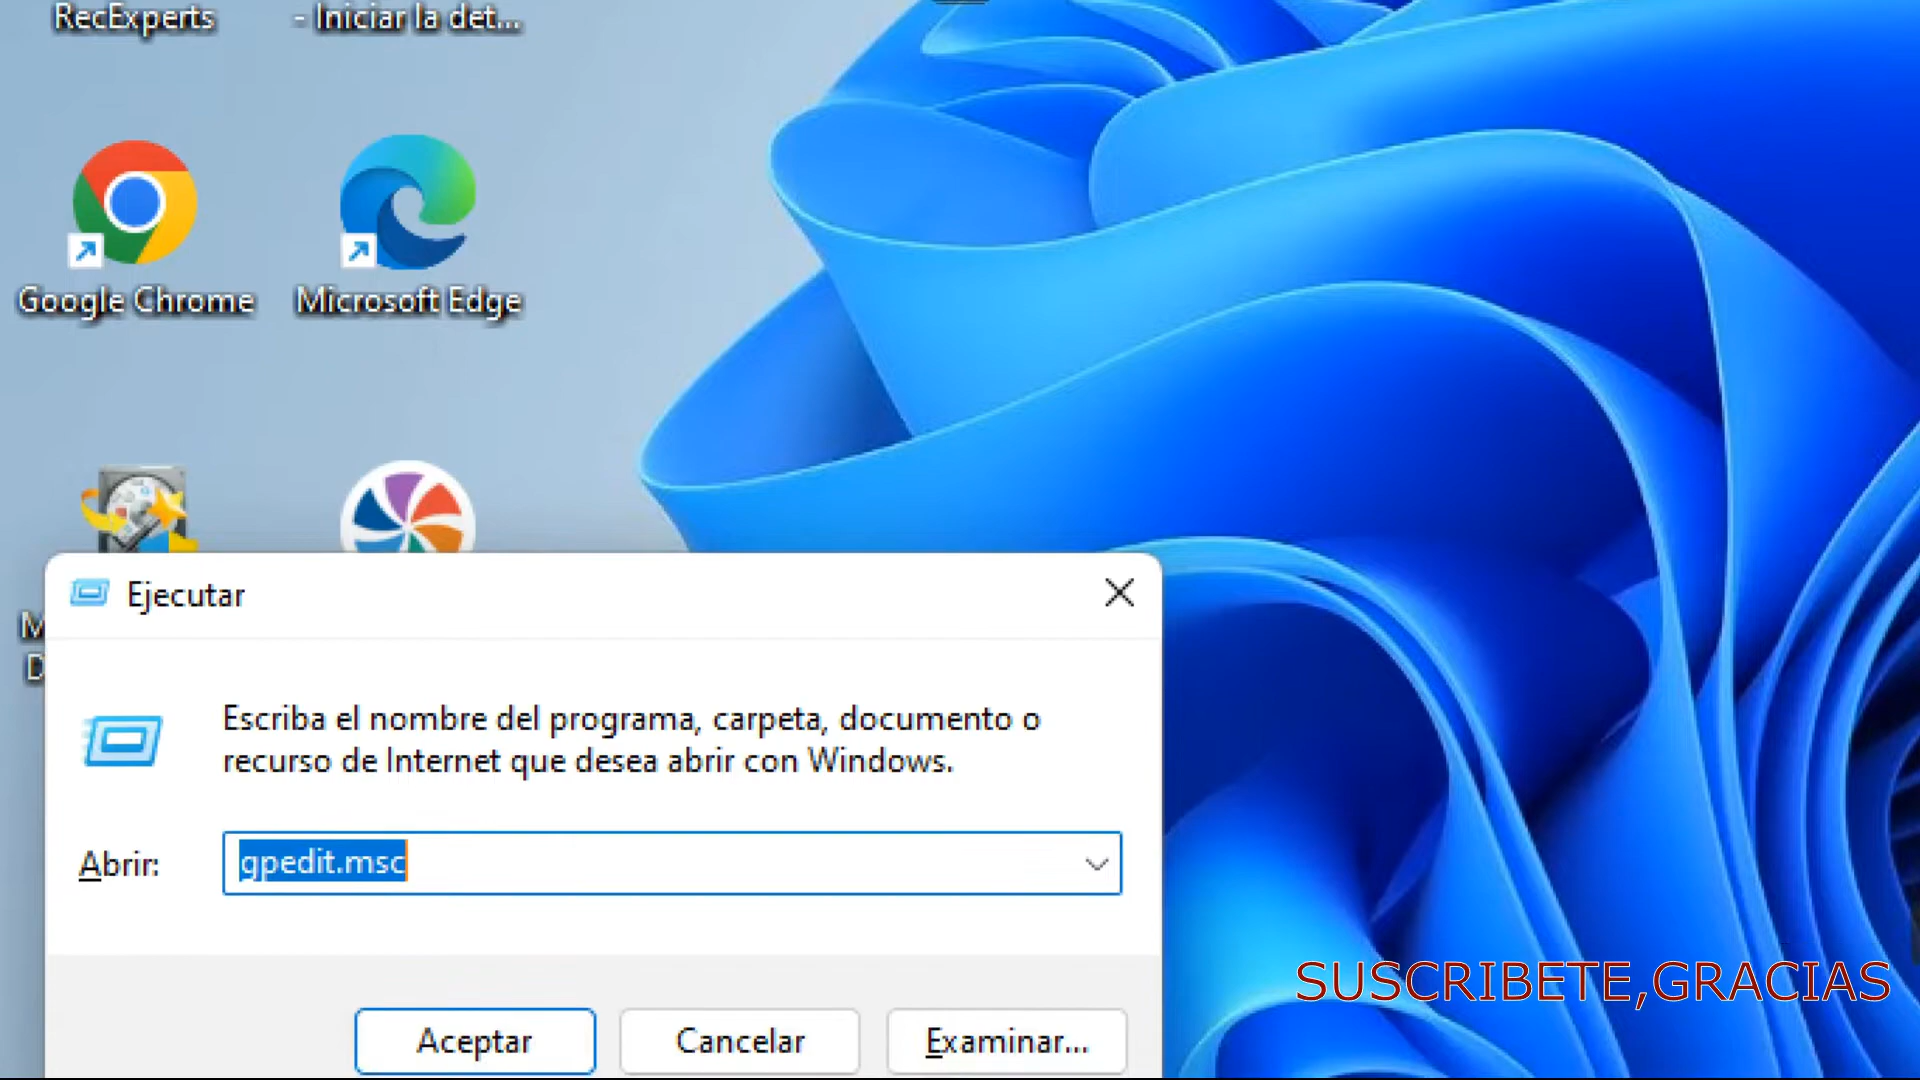 RecExperts
- Iniciar la det...
Google Chrome
Microsoft Edge
M
D
Ejecutar
Escriba el nombre del programa, carpeta, documento o
recurso de Internet que desea abrir con Windows.
Abrir:
gpedit.msc
Aceptar
Cancelar
Examinar...
SUSCRIBETE,GRACIAS